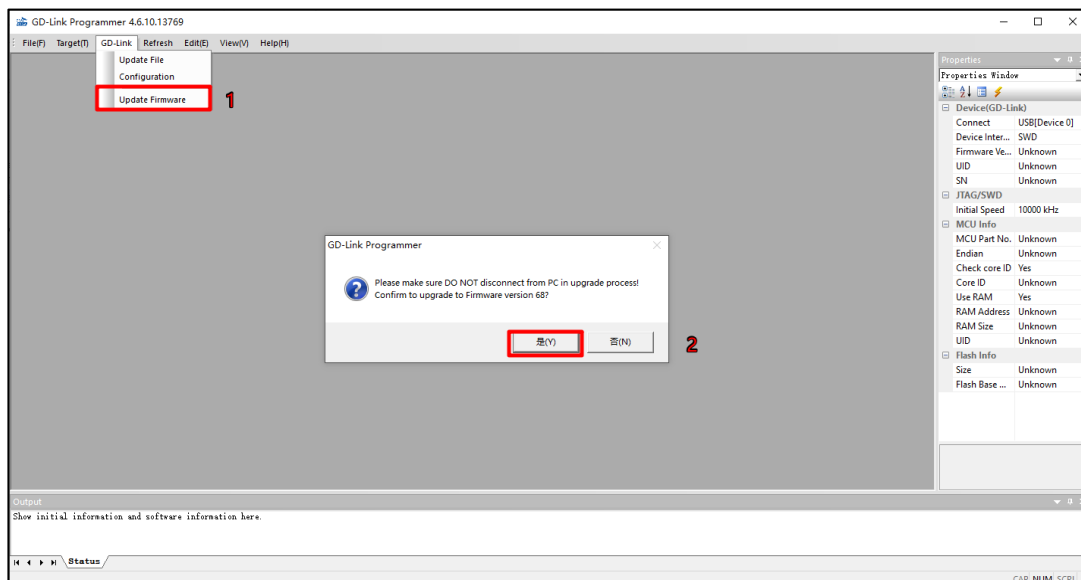 GD-Link Programmer 4.6.10.13769
File(F) Target(T) GD-Link Refresh Edit(E) View(V) Help(H)
Update File
Configuration
Update Firmware
1
GD-Link Programmer
Please make sure DO NOT disconnect from PC in upgrade process!
Confirm to upgrade to Firmware version 68?
是(Y) 否(N)
2
Properties
Properties Window
Device(GD-Link)
Connect USB[Device 0]
Device Inter... SWD
Firmware Ve... Unknown
UID Unknown
SN Unknown
JTAG/SWD
Initial Speed 10000 kHz
MCU Info
MCU Part No. Unknown
Endian Unknown
Check core ID Yes
Core ID Unknown
Use RAM Yes
RAM Address Unknown
RAM Size Unknown
UID Unknown
Flash Info
Size Unknown
Flash Base ... Unknown
Output
Show initial information and software information here.
Status
CAP NUM SCRL